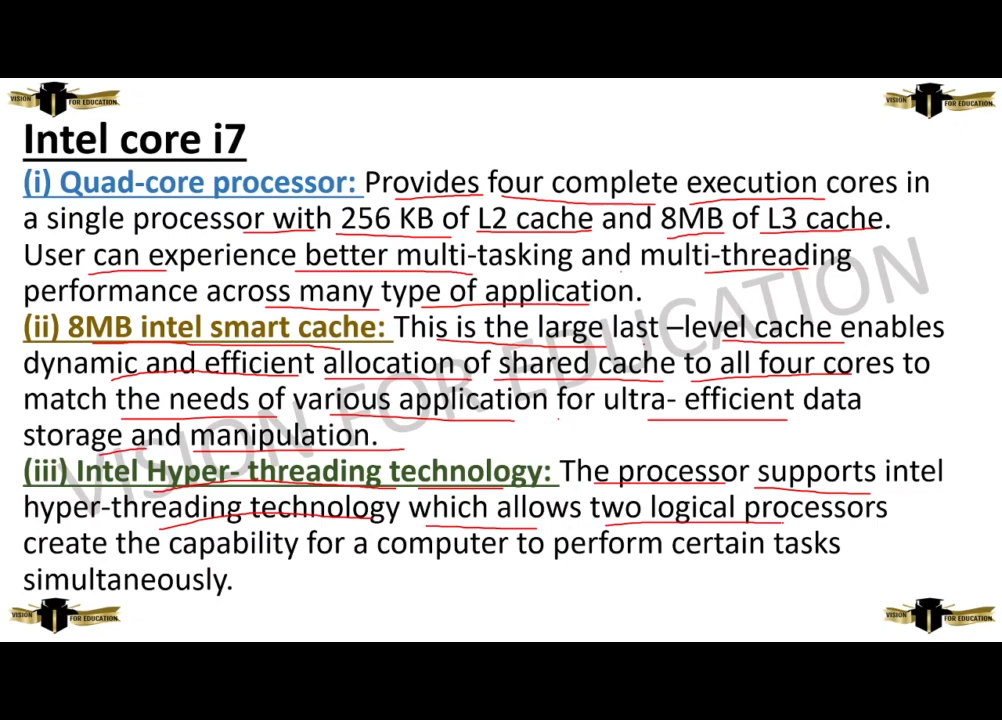 VISION FOR EDUCATION
VISION FOR EDUCATION
Intel core i7
(i) Quad-core processor: Provides four complete execution cores in
a single processor with 256 KB of L2 cache and 8MB of L3 cache.
User can experience better multi-tasking and multi-threading
performance across many type of application.
(ii) 8MB intel smart cache: This is the large last –level cache enables
dynamic and efficient allocation of shared cache to all four cores to
match the needs of various application for ultra- efficient data
storage and manipulation.
(iii) Intel Hyper- threading technology: The processor supports intel
hyper-threading technology which allows two logical processors
create the capability for a computer to perform certain tasks
simultaneously.
VISION FOR EDUCATION
VISION FOR EDUCATION
VISION FOR EDUCATION